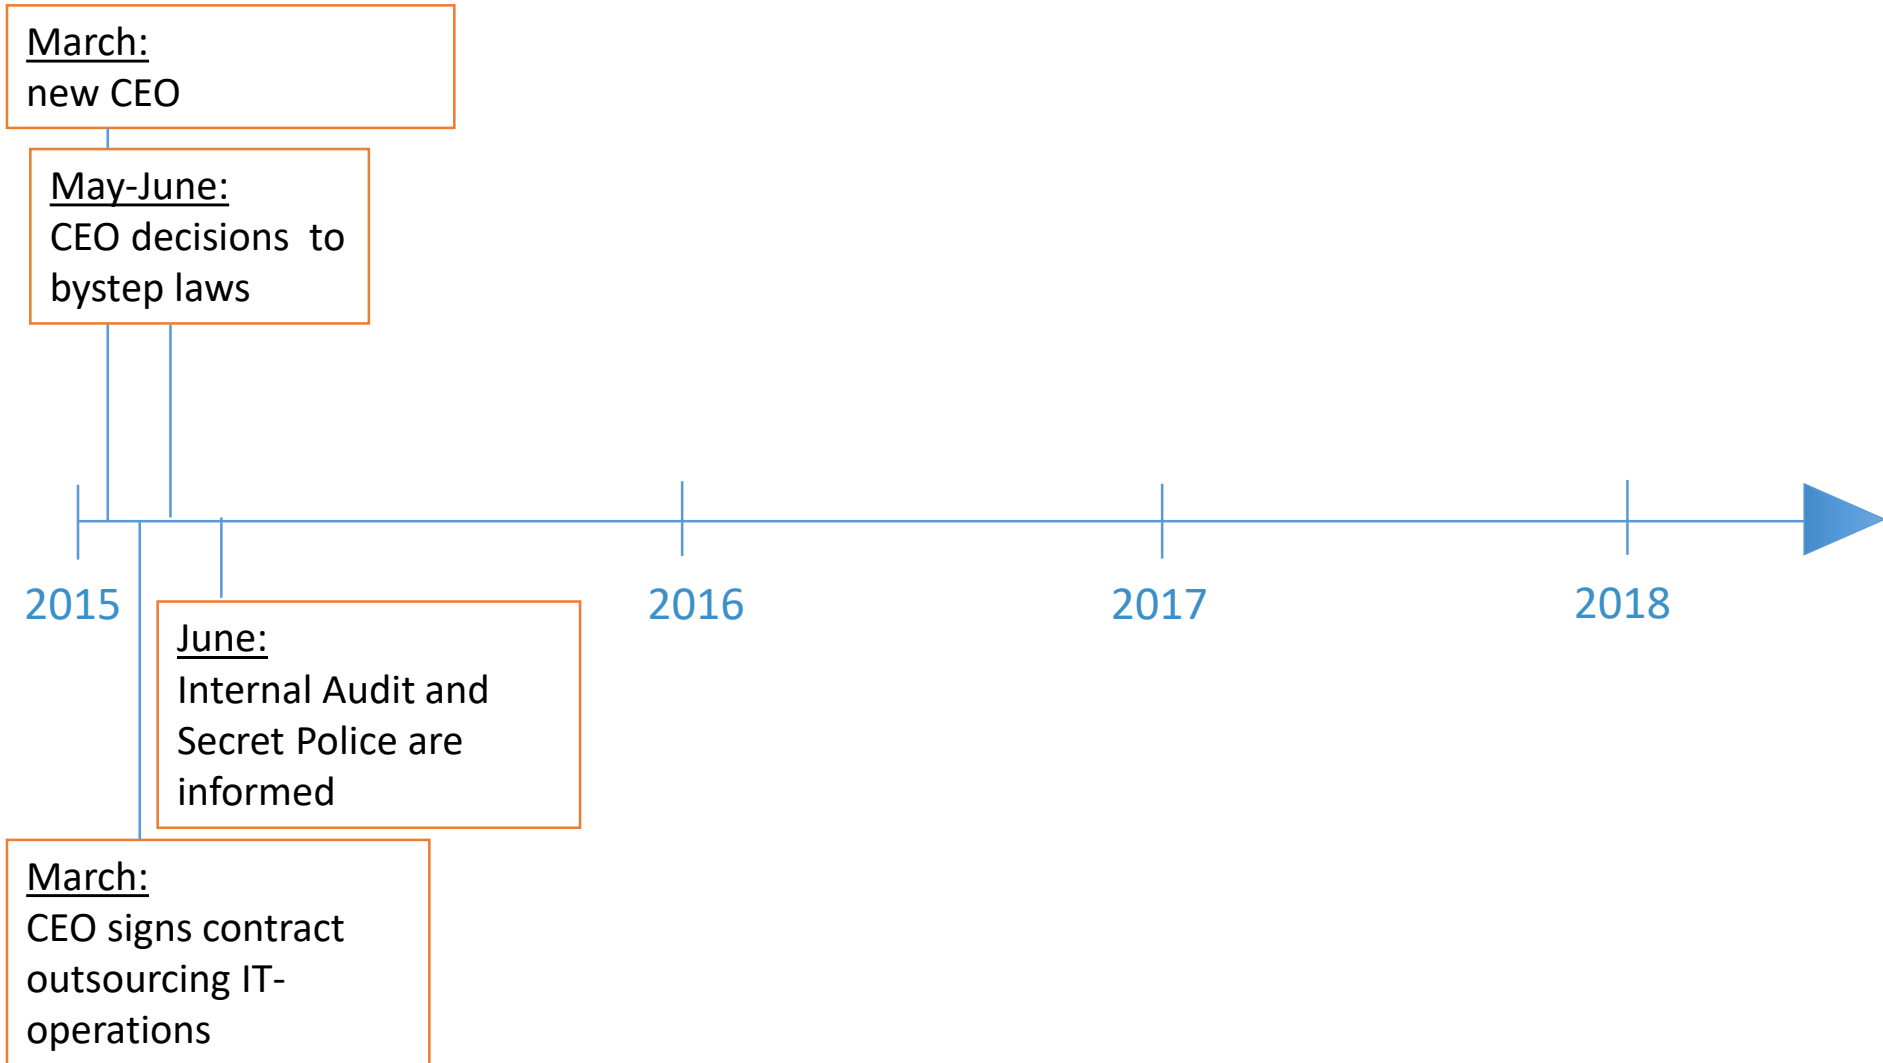 March:
new CEO
May-June:
CEO decisions  to
bystep laws
2015
2016
2017
2018
June:
Internal Audit and
Secret Police are
informed
March:
CEO signs contract
outsourcing IT-
operations